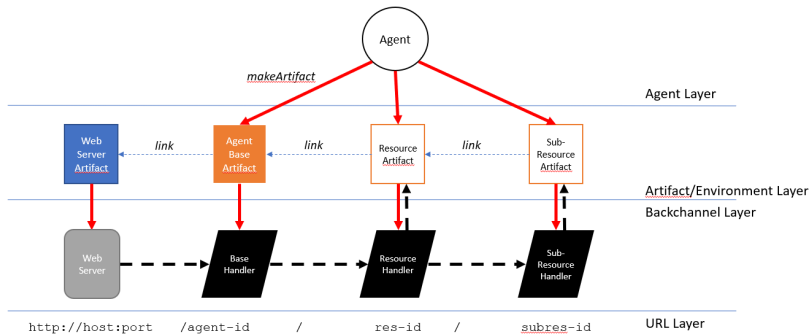 Agent
makeArtifact
Agent Layer
Web
Server
Artifact
link
Agent
Base
Artifact
link
Resource
Artifact
link
Sub-
Resource
Artifact
Artifact/Environment Layer
Backchannel Layer
Web
Server
Base
Handler
Resource
Handler
Sub-
Resource
Handler
http://host:port /agent-id / res-id / subres-id
URL Layer